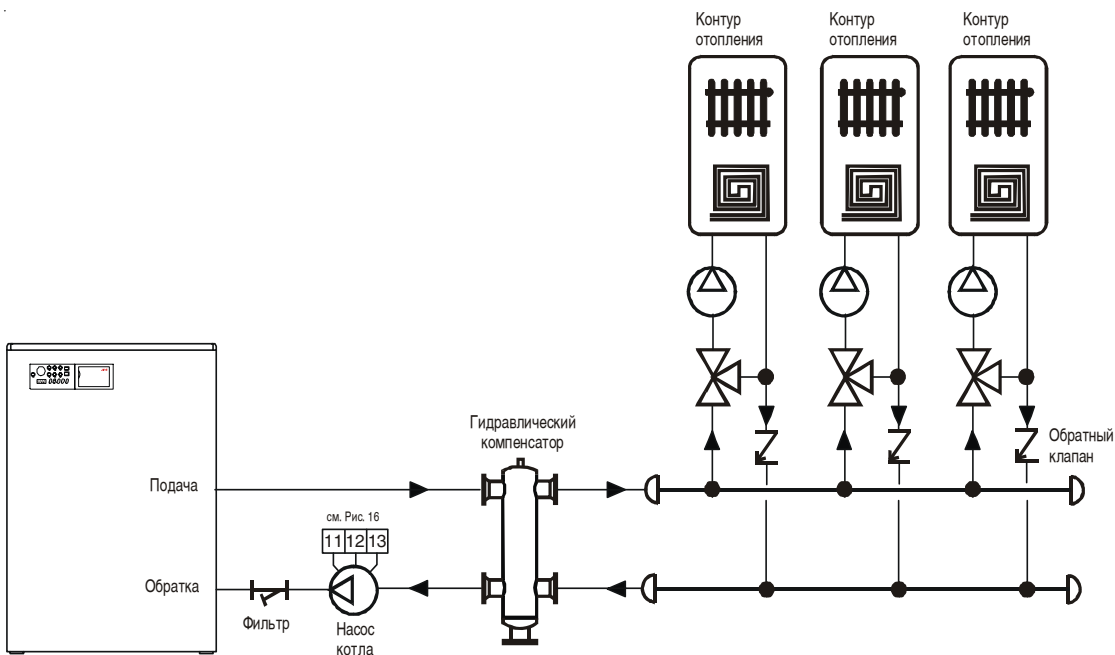 Контур
отопления
Контур
отопления
Контур
отопления
Гидравлический
компенсатор
Обратный
клапан
Подача
см. Рис. 16
11 12 13
Обратка
Фильтр
Насос
котла